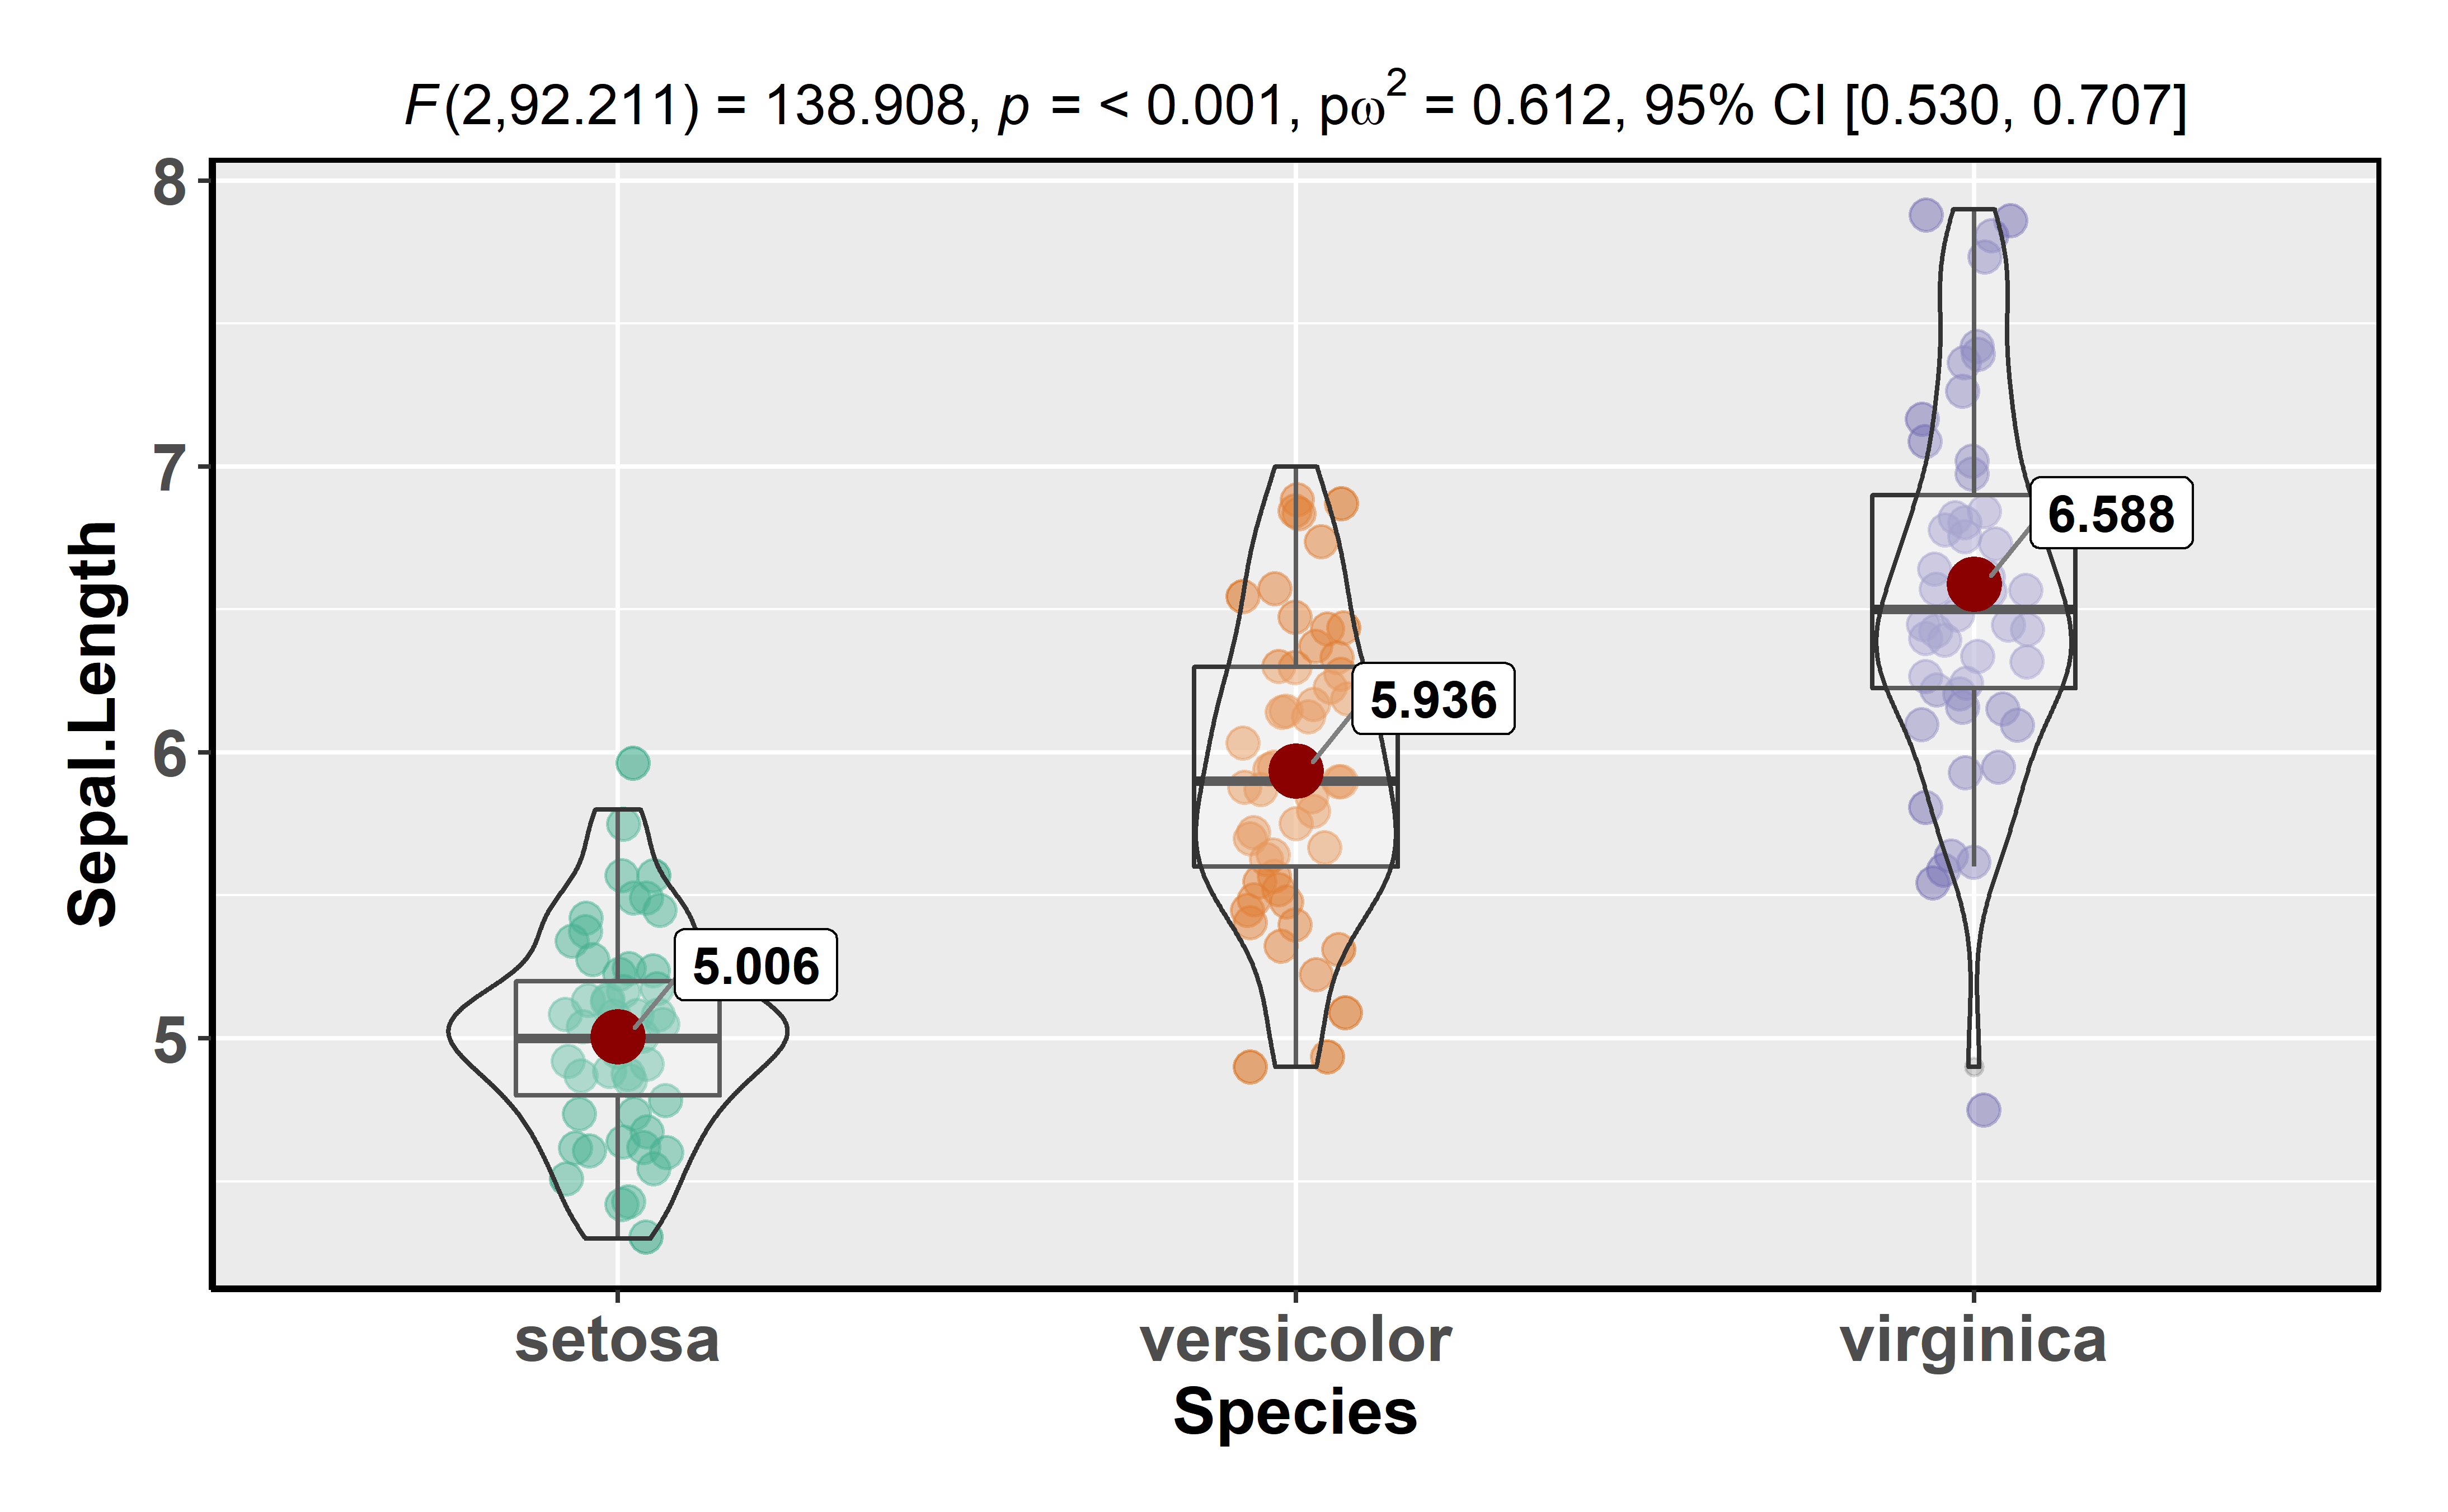 F(2,92.211) = 138.908, p = < 0.001, pω² = 0.612, 95% CI [0.530, 0.707]
8
7
6
5
Sepal.Length
6.588
5.936
5.006
setosa
versicolor
virginica
Species